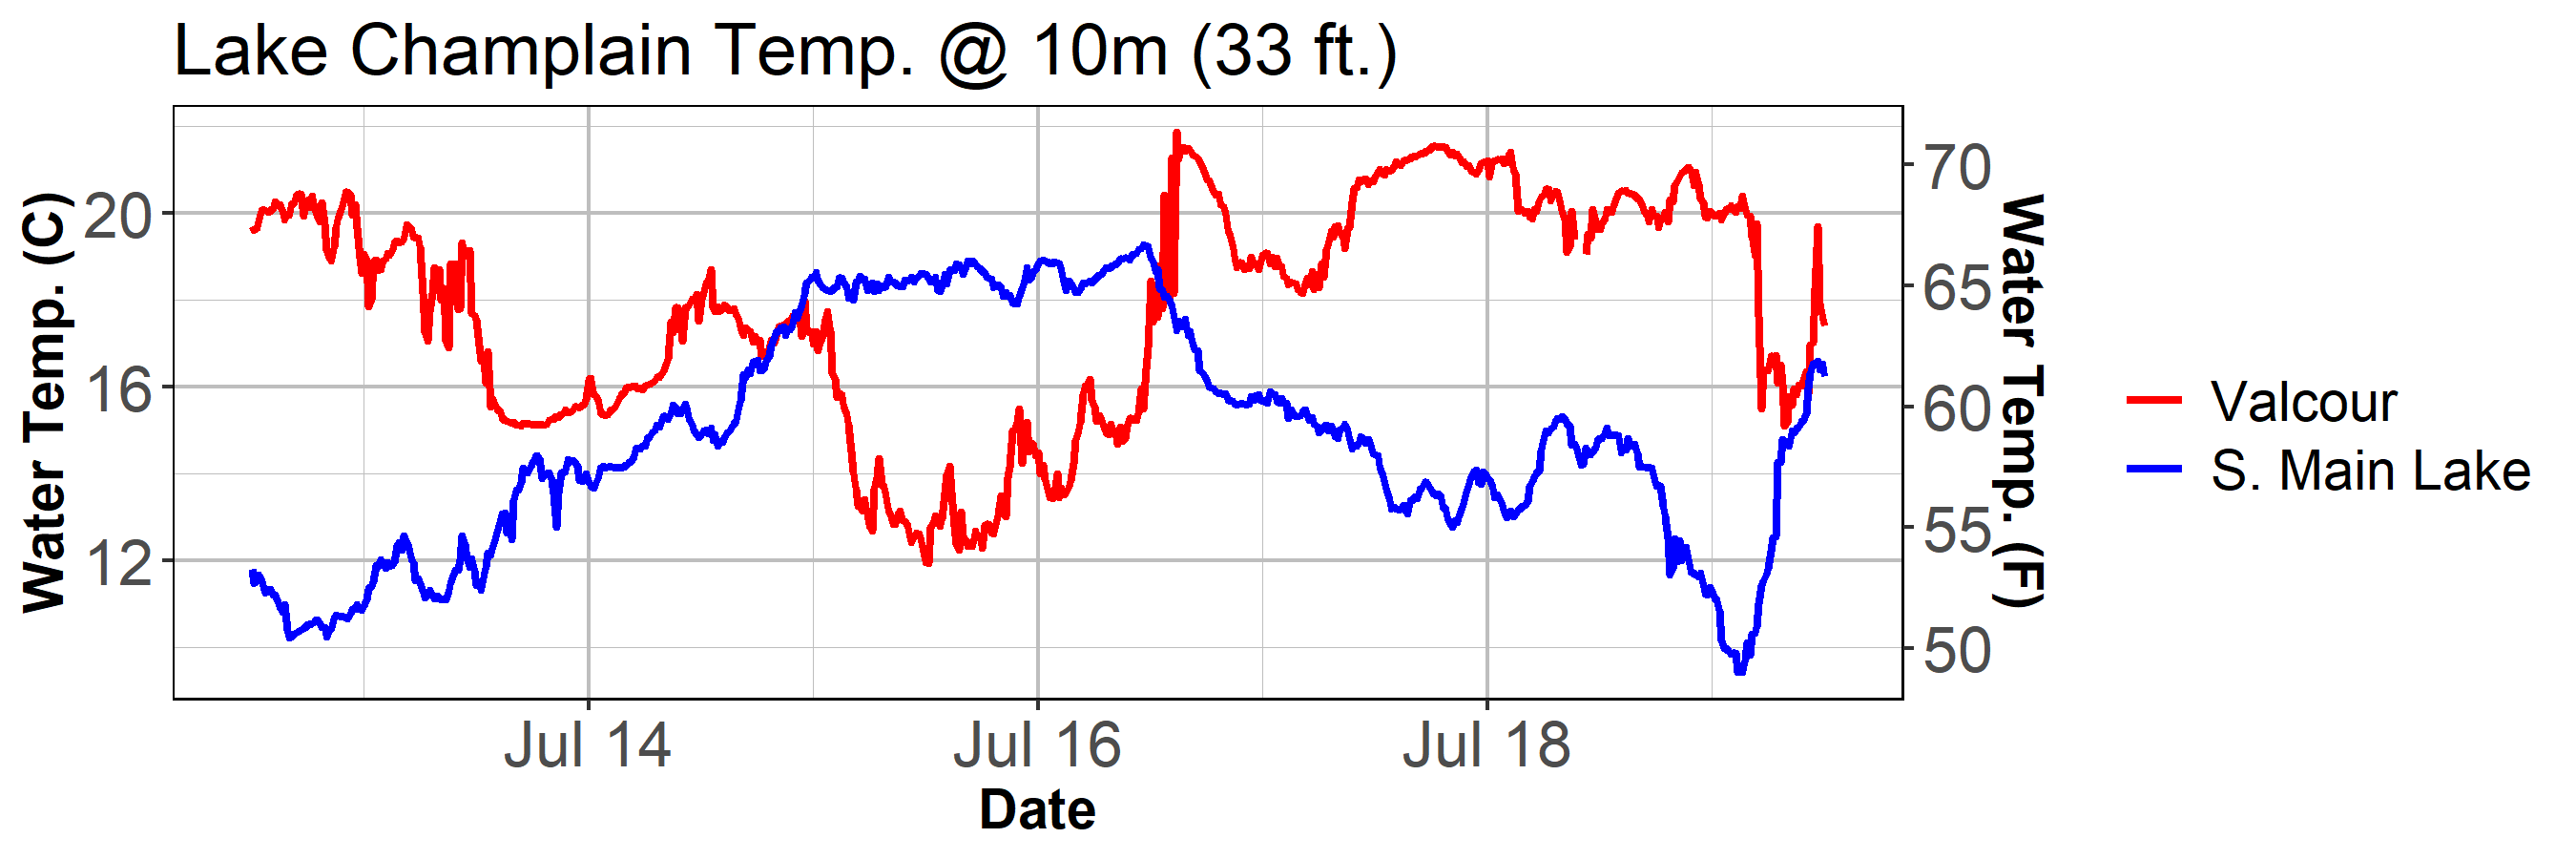 Lake Champlain Temp. @ 10m (33 ft.)
Water Temp. (C)
20
16
12
70
65
60
55
50
Water Temp. (F)
Jul 14
Jul 16
Jul 18
Date
Valcour
S. Main Lake